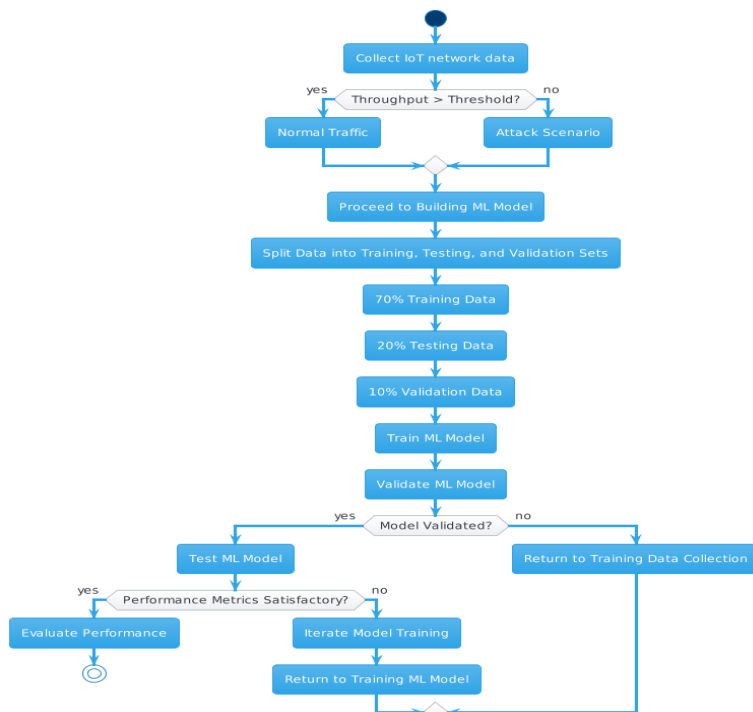 Collect IoT network data
yes
Throughput > Threshold?
no
Normal Traffic
Attack Scenario
Proceed to Building ML Model
Split Data into Training, Testing, and Validation Sets
70% Training Data
20% Testing Data
10% Validation Data
Train ML Model
Validate ML Model
yes
Model Validated?
no
Test ML Model
Return to Training Data Collection
yes
Performance Metrics Satisfactory?
no
Evaluate Performance
Iterate Model Training
Return to Training ML Model